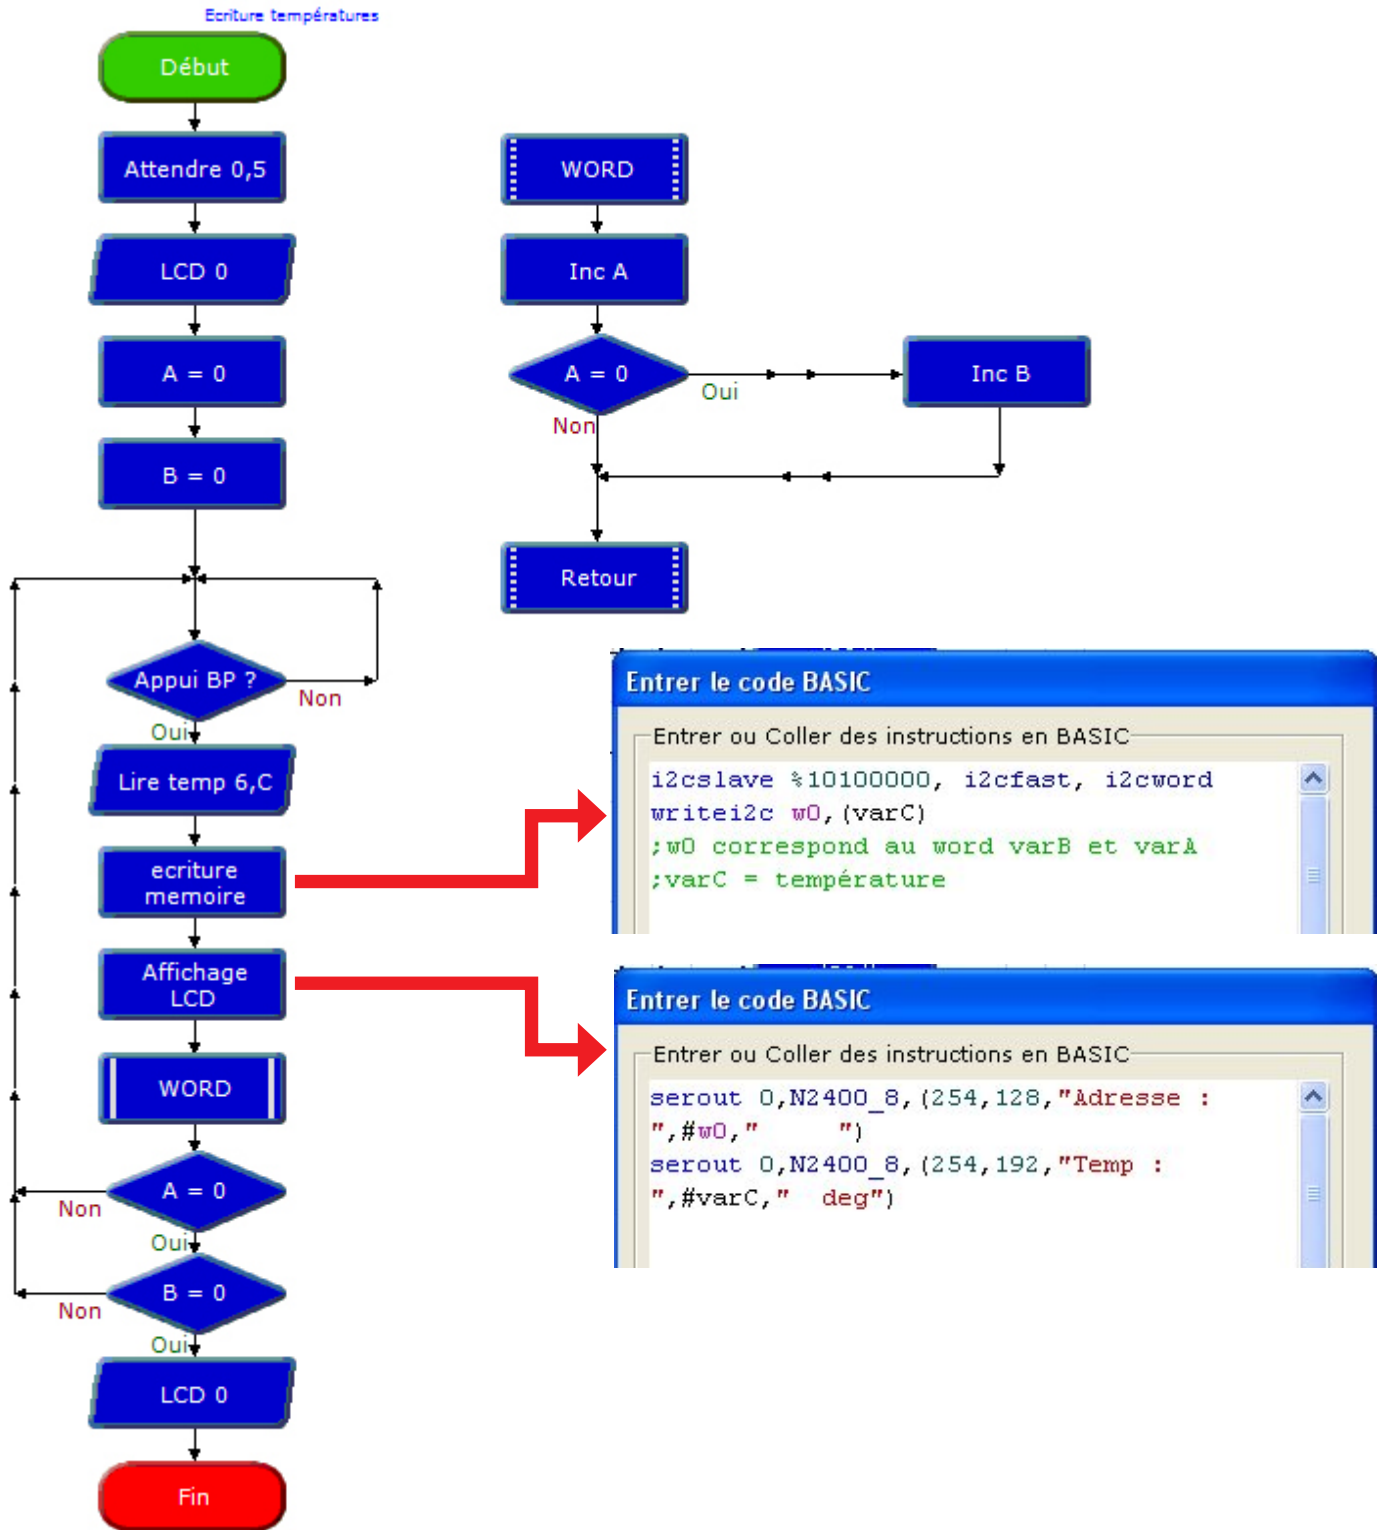 Ecriture températures
Début
Attendre 0,5
LCD 0
A = 0
B = 0
Appui BP ?
Non
Oui
Lire temp 6,C
ecriture
memoire
Affichage
LCD
WORD
A = 0
Non
Oui
B = 0
Non
Oui
LCD 0
Fin
WORD
Inc A
A = 0
Oui
Non
Inc B
Retour
Entrer le code BASIC
Entrer ou Coller des instructions en BASIC
i2cslave %10100000, i2cfast, i2cword
writei2c w0,(varC)
;w0 correspond au word varB et varA
;varC = température
Entrer le code BASIC
Entrer ou Coller des instructions en BASIC
serout 0,N2400_8,(254,128,"Adresse :
",#w0,"      ")
serout 0,N2400_8,(254,192,"Temp :
",#varC,"  deg")